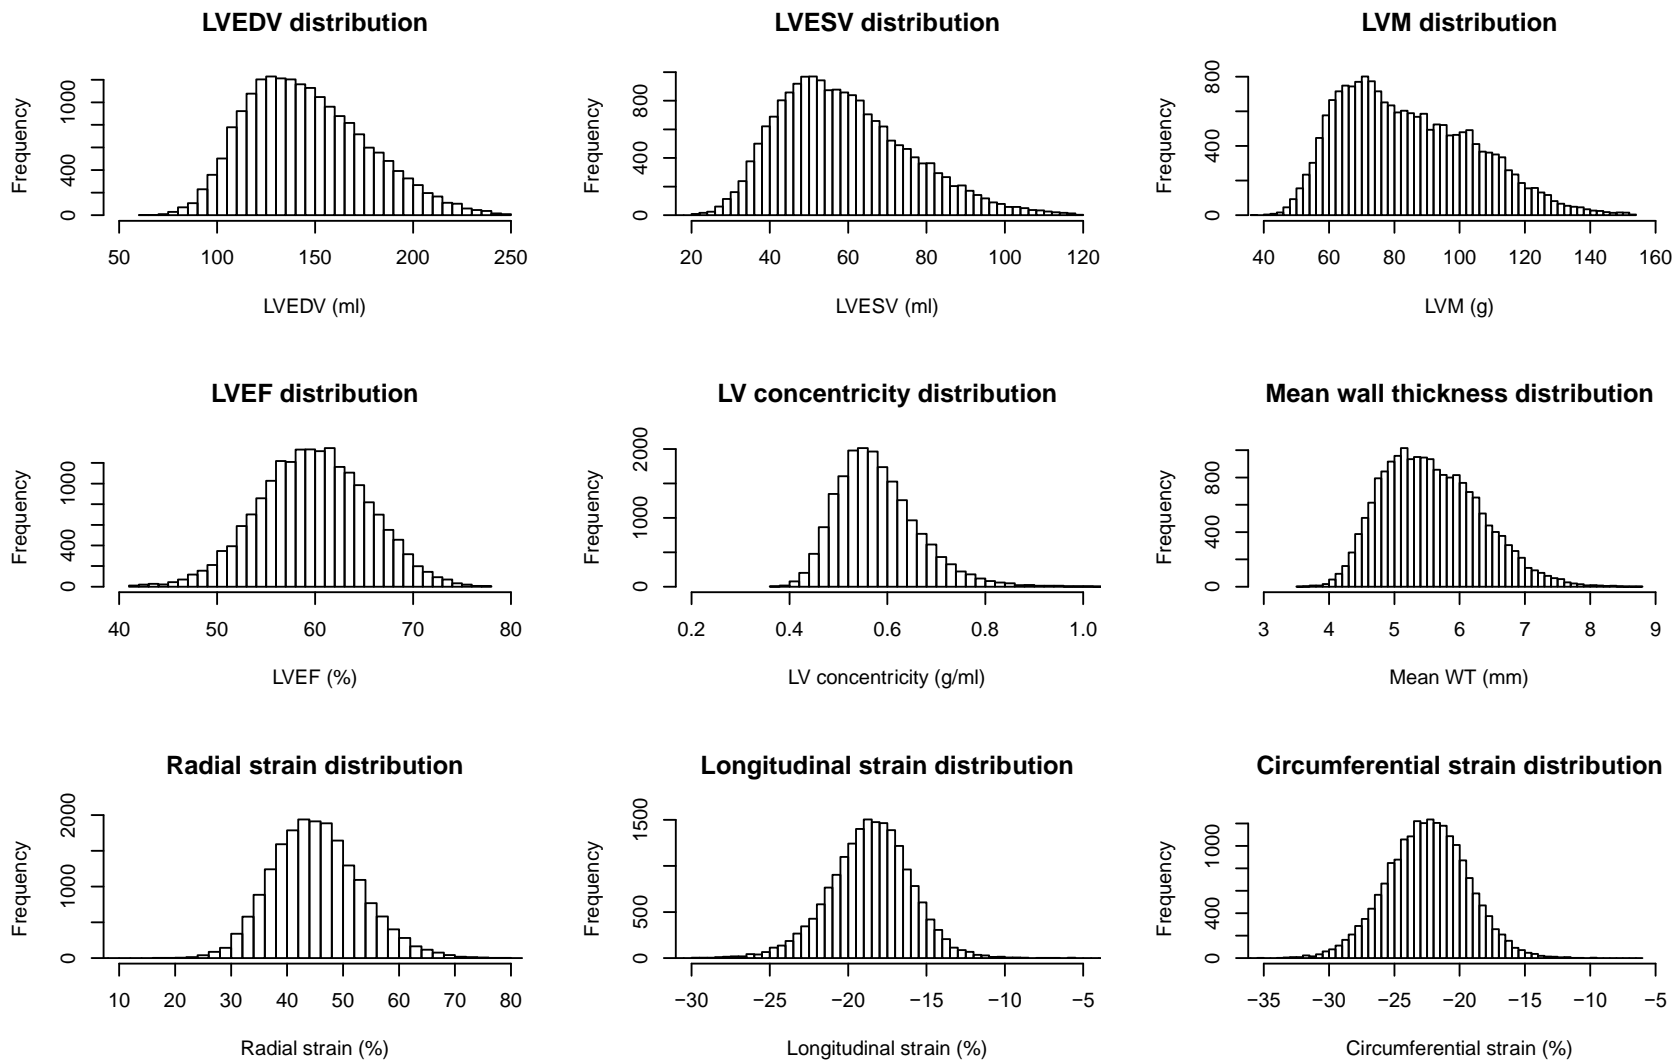 LVEDV distribution
Frequency
0 400 1000
50 100 150 200 250
LVEDV (ml)
LVESV distribution
Frequency
0 400 800
20 40 60 80 100 120
LVESV (ml)
LVM distribution
Frequency
0 400 800
40 60 80 100 120 140 160
LVM (g)
LVEF distribution
Frequency
0 400 1000
40 50 60 70 80
LVEF (%)
LV concentricity distribution
Frequency
0 1000 2000
0.2 0.4 0.6 0.8 1.0
LV concentricity (g/ml)
Mean wall thickness distribution
Frequency
0 400 800
3 4 5 6 7 8 9
Mean WT (mm)
Radial strain distribution
Frequency
0 1000 2000
10 20 30 40 50 60 70 80
Radial strain (%)
Longitudinal strain distribution
Frequency
0 500 1500
−30 −25 −20 −15 −10 −5
Longitudinal strain (%)
Circumferential strain distribution
Frequency
0 400 1000
−35 −30 −25 −20 −15 −10 −5
Circumferential strain (%)